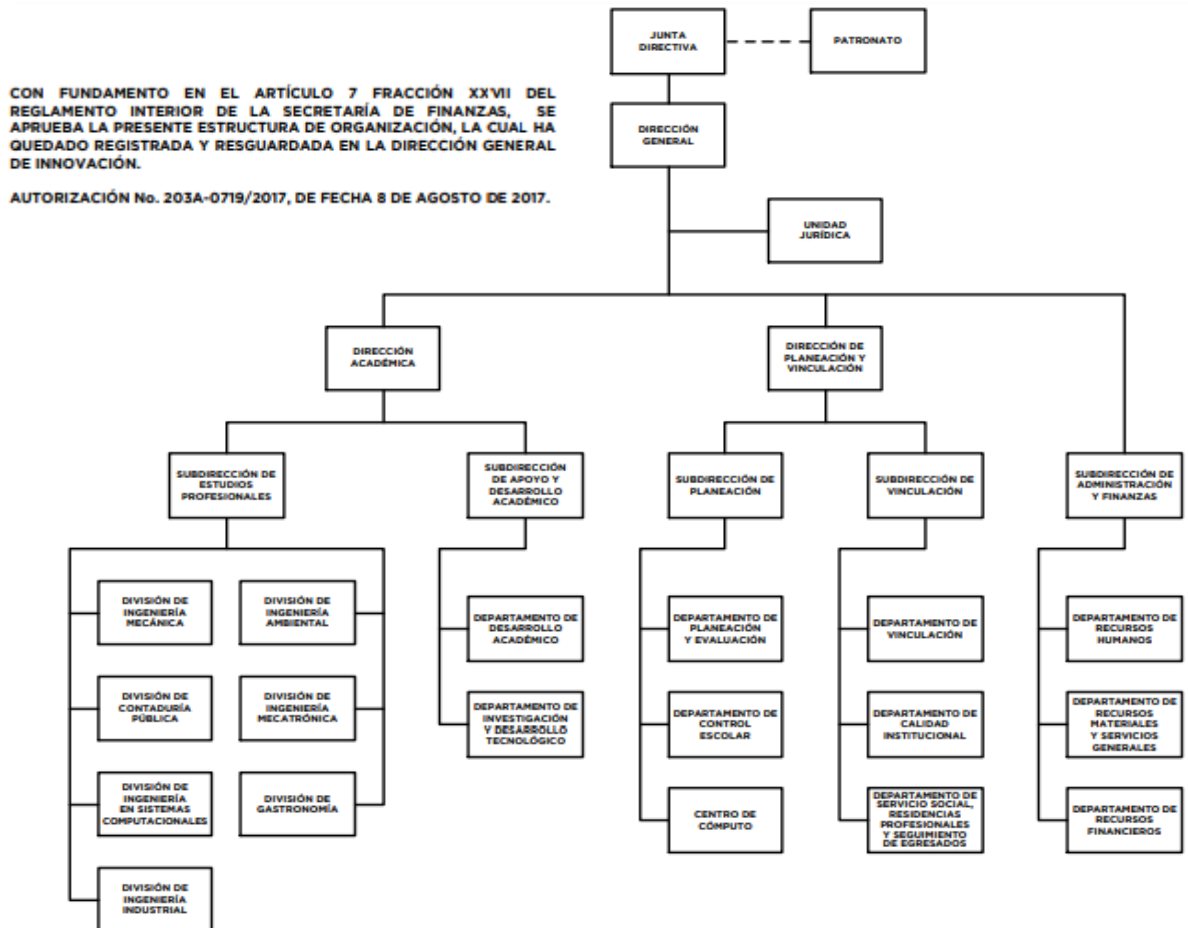 JUNTA
DIRECTIVA
PATRONATO
CON FUNDAMENTO EN EL ARTÍCULO 7 FRACCIÓN XXVII DEL
REGLAMENTO INTERIOR DE LA SECRETARÍA DE FINANZAS, SE
APRUEBA LA PRESENTE ESTRUCTURA DE ORGANIZACIÓN, LA CUAL HA
QUEDADO REGISTRADA Y RESGUARDADA EN LA DIRECCIÓN GENERAL
DE INNOVACIÓN.
AUTORIZACIÓN No. 203A-0719/2017, DE FECHA 8 DE AGOSTO DE 2017.
DIRECCIÓN
GENERAL
UNIDAD
JURÍDICA
DIRECCIÓN
ACADÉMICA
DIRECCIÓN DE
PLANEACIÓN Y
VINCULACIÓN
SUBDIRECCIÓN DE
ESTUDIOS
PROFESIONALES
SUBDIRECCIÓN
DE APOYO Y
DESARROLLO
ACADÉMICO
SUBDIRECCIÓN DE
PLANEACIÓN
SUBDIRECCIÓN DE
VINCULACIÓN
SUBDIRECCIÓN DE
ADMINISTRACIÓN
Y FINANZAS
DIVISIÓN DE
INGENIERÍA
MECÁNICA
DIVISIÓN DE
INGENIERÍA
AMBIENTAL
DEPARTAMENTO DE
DESARROLLO
ACADÉMICO
DEPARTAMENTO DE
PLANEACIÓN
Y EVALUACIÓN
DEPARTAMENTO DE
VINCULACIÓN
DEPARTAMENTO DE
RECURSOS
HUMANOS
DIVISIÓN DE
CONTADURÍA
PÚBLICA
DIVISIÓN DE
INGENIERÍA
MECATRÓNICA
DEPARTAMENTO DE
INVESTIGACIÓN
Y DESARROLLO
TECNOLÓGICO
DEPARTAMENTO DE
CONTROL
ESCOLAR
DEPARTAMENTO DE
CALIDAD
INSTITUCIONAL
DEPARTAMENTO DE
RECURSOS
MATERIALES
Y SERVICIOS
GENERALES
DIVISIÓN DE
INGENIERÍA
EN SISTEMAS
COMPUTACIONALES
DIVISIÓN DE
GASTRONOMÍA
CENTRO DE
CÓMPUTO
DEPARTAMENTO DE
SERVICIO SOCIAL,
RESIDENCIAS
PROFESIONALES
Y SEGUIMIENTO
DE EGRESADOS
DEPARTAMENTO DE
RECURSOS
FINANCIEROS
DIVISIÓN DE
INGENIERÍA
INDUSTRIAL